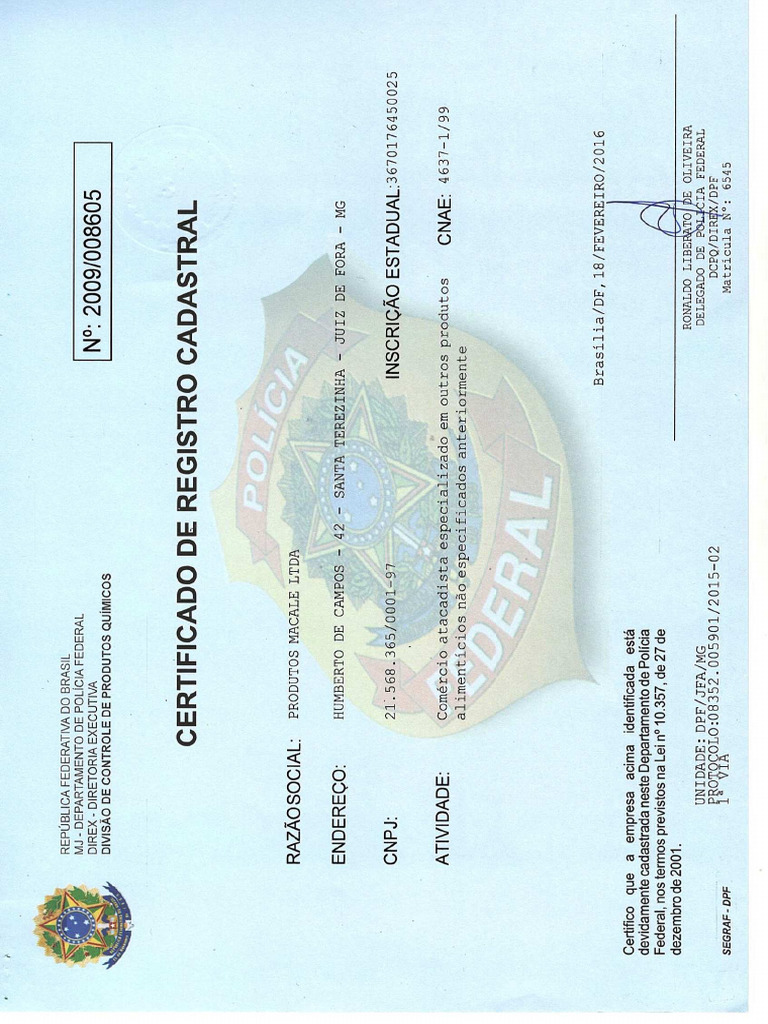 REPÚBLICA FEDERATIVA DO BRASIL
MJ - DEPARTAMENTO DE POLÍCIA FEDERAL
DIREX - DIRETORIA EXECUTIVA
DIVISÃO DE CONTROLE DE PRODUTOS QUÍMICOS
Nº: 2009/008605
CERTIFICADO DE REGISTRO CADASTRAL
POLÍCIA
FEDERAL
RAZÃO SOCIAL: PRODUTOS MACALE LTDA
ENDEREÇO: HUMBERTO DE CAMPOS - 42 - SANTA TEREZINHA - JUIZ DE FORA - MG
CNPJ: 21.568.365/0001-97 INSCRIÇÃO ESTADUAL: 3670176450025
ATIVIDADE: Comércio atacadista especializado em outros produtos CNAE: 4637-1/99
alimentícios não especificados anteriormente
Brasília/DF, 18/FEVEREIRO/2016
Certifico que a empresa acima identificada está
devidamente cadastrada neste Departamento de Polícia
Federal, nos termos previstos na Lei nº 10.357, de 27 de
dezembro de 2001.
RONALDO LIBERATO DE OLIVEIRA
DELEGADO DE POLÍCIA FEDERAL
DCPQ/DIREX/DPF
Matrícula Nº: 6545
UNIDADE: DPF/JFA/MG
PROTOCOLO:08352.005901/2015-02
1ª VIA
SEGRAF - DPF